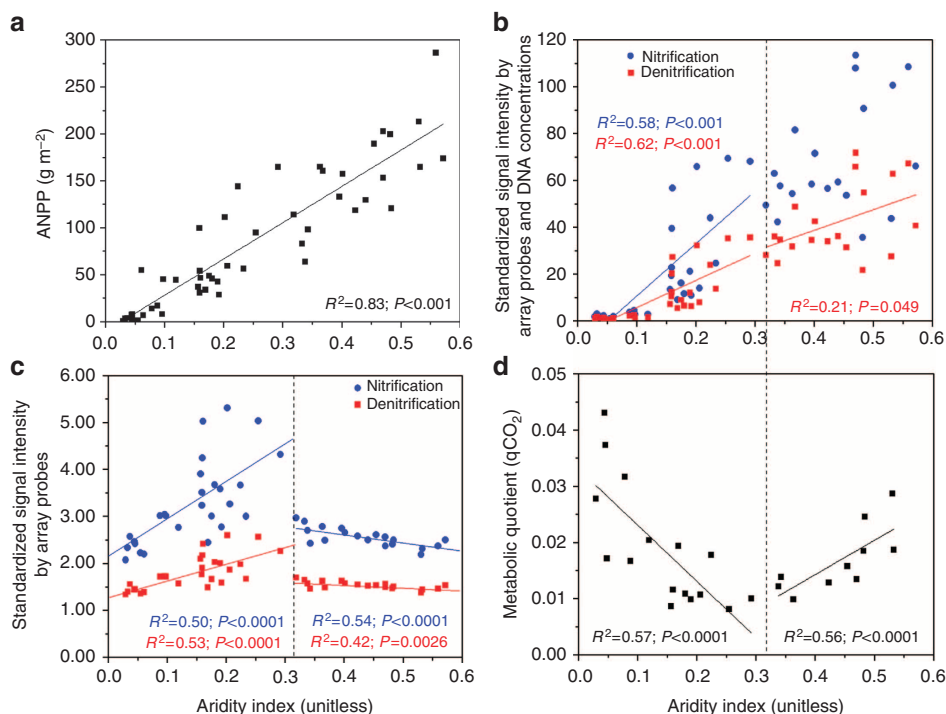 a
300
250
200
150
100
50
0
ANPP (g m⁻²)
R²=0.83; P<0.001
0.0 0.1 0.2 0.3 0.4 0.5 0.6
b
120
100
80
60
40
20
0
Standardized signal intensity by
array probes and DNA concentrations
Nitrification
Denitrification
R²=0.58; P<0.001
R²=0.62; P<0.001
R²=0.21; P=0.049
0.0 0.1 0.2 0.3 0.4 0.5 0.6
c
6.00
5.00
4.00
3.00
2.00
1.00
0.00
Standardized signal intensity
by array probes
Nitrification
Denitrification
R²=0.50; P<0.0001
R²=0.53; P<0.0001
R²=0.54; P<0.0001
R²=0.42; P=0.0026
0.0 0.1 0.2 0.3 0.4 0.5 0.6
Aridity index (unitless)
d
0.05
0.04
0.03
0.02
0.01
0.00
Metabolic quotient (qCO₂)
R²=0.57; P<0.0001
R²=0.56; P<0.0001
0.0 0.1 0.2 0.3 0.4 0.5 0.6
Aridity index (unitless)